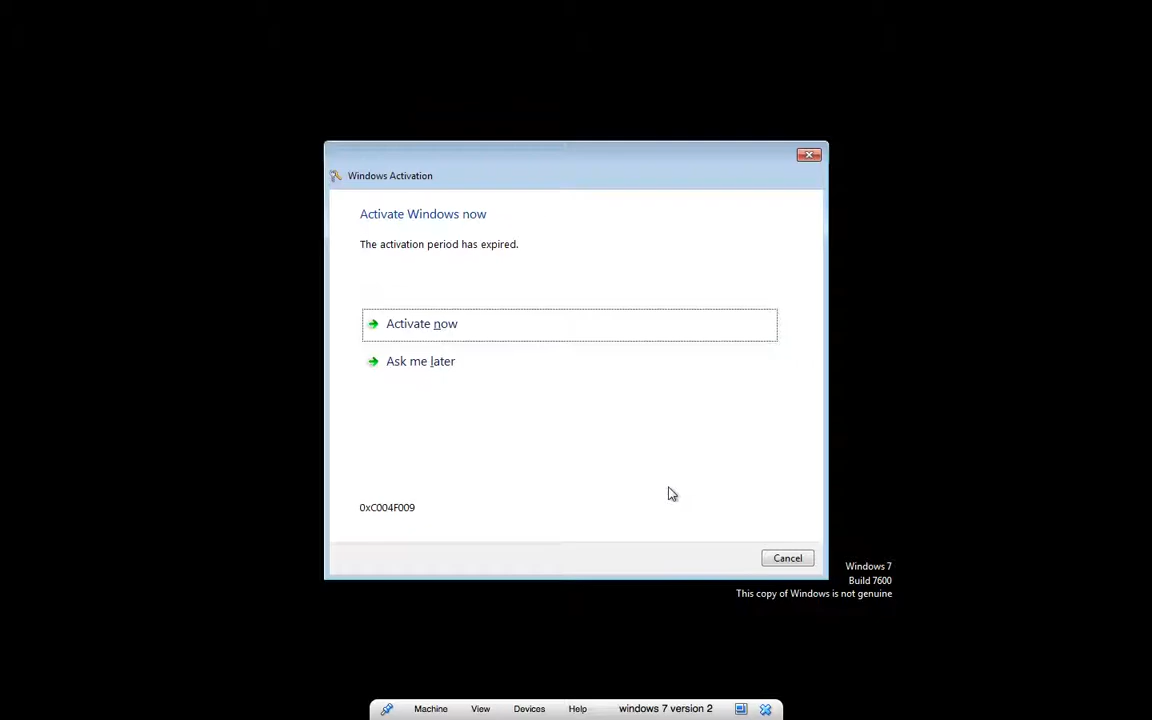 Windows Activation
Activate Windows now
The activation period has expired.
Activate now
Ask me later
0xC004F009
Cancel
Windows 7
Build 7600
This copy of Windows is not genuine
Machine View Devices Help windows 7 version 2